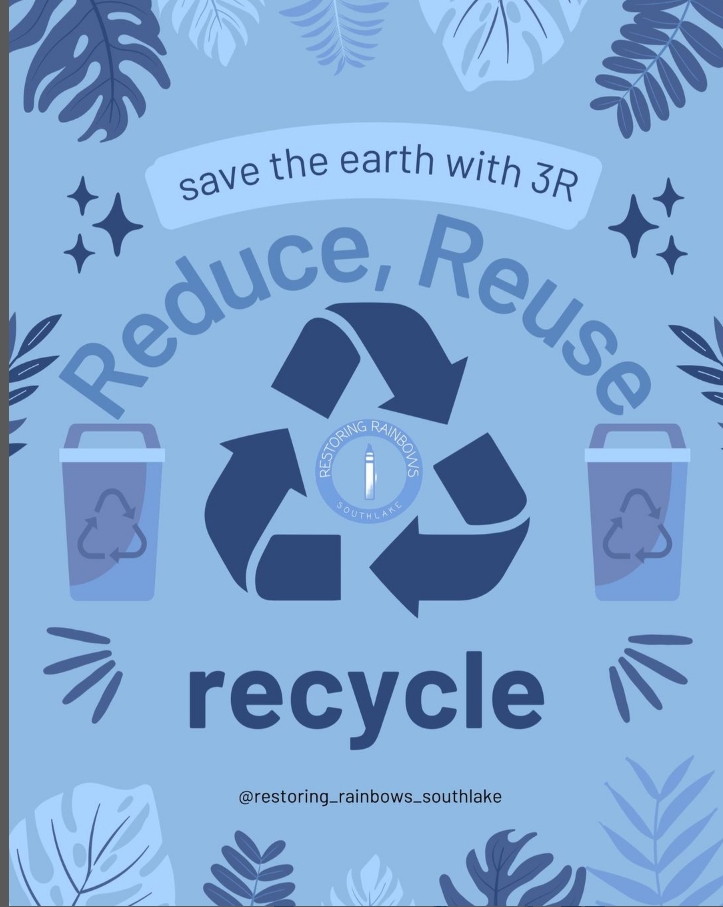 save the earth with 3R
Reduce, Reuse
RESTORING RAINBOWS
SOUTHLAKE
recycle
@restoring_rainbows_southlake